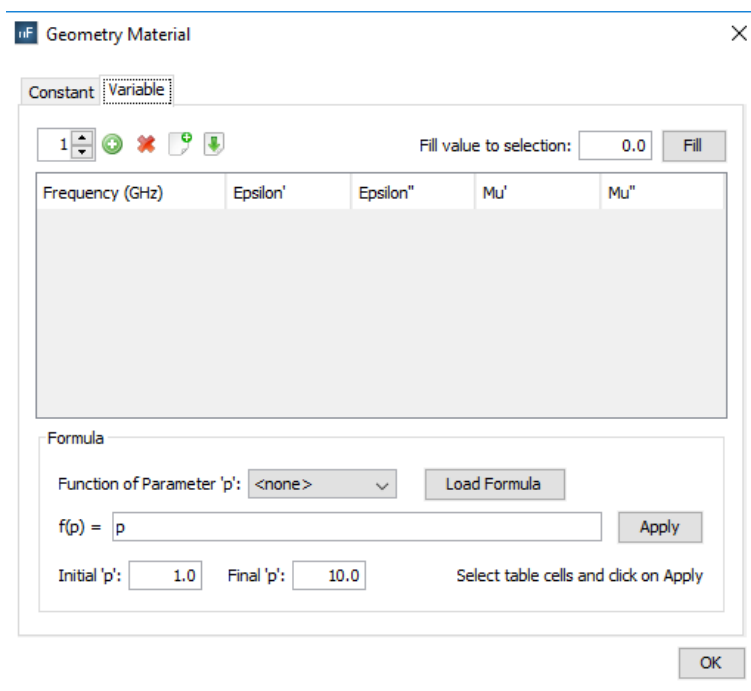 nF Geometry Material
Constant Variable
1 Fill value to selection: 0.0 Fill
Frequency (GHz) Epsilon' Epsilon'' Mu' Mu''
Formula
Function of Parameter 'p': <none> Load Formula
f(p) = p Apply
Initial 'p': 1.0 Final 'p': 10.0 Select table cells and click on Apply
OK